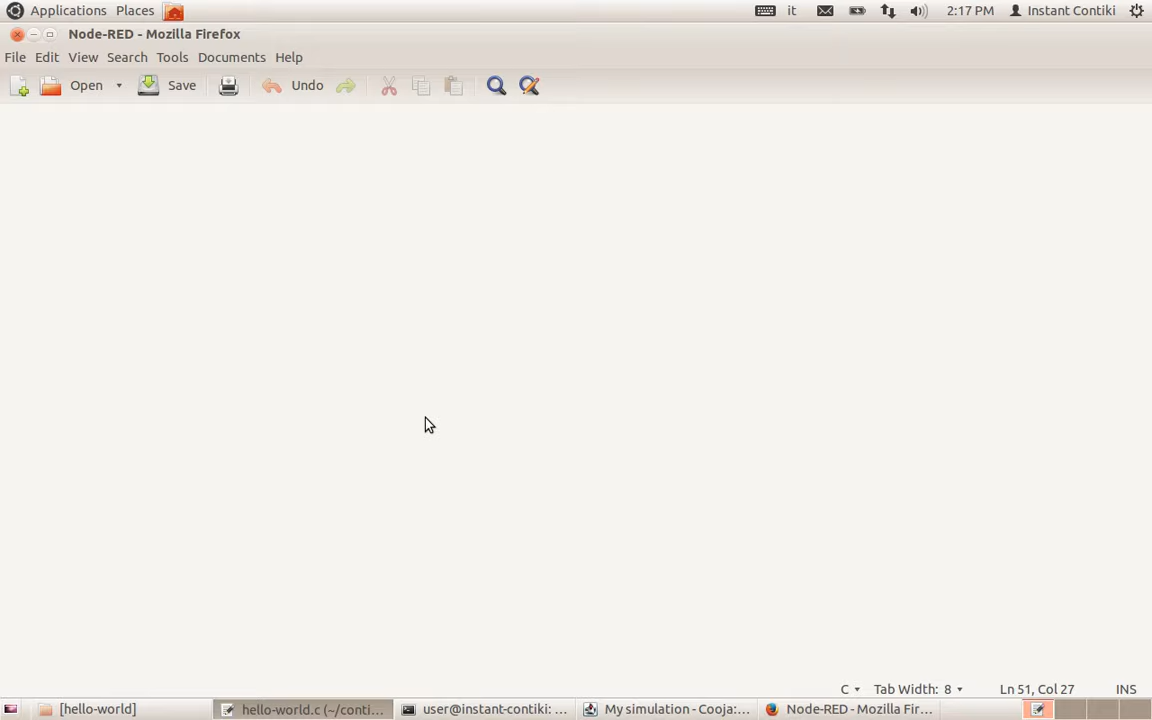 Applications Places it 2:17 PM Instant Contiki
Node-RED - Mozilla Firefox
File Edit View Search Tools Documents Help
Open Save Undo
C Tab Width: 8 Ln 51, Col 27 INS
[hello-world] hello-world.c (~/conti... user@instant-contiki: ... My simulation - Cooja:... Node-RED - Mozilla Fir...